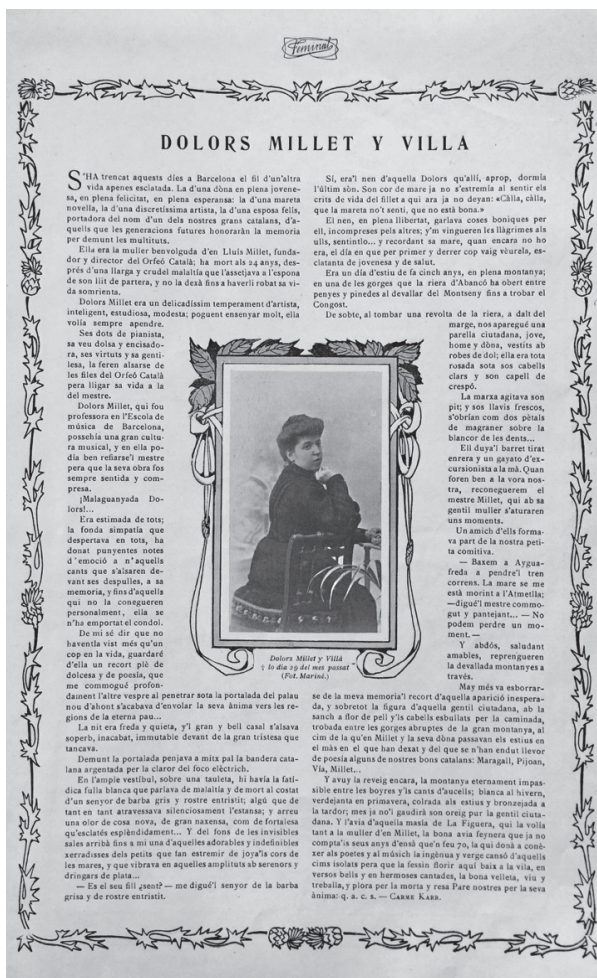 Feminal
DOLORS MILLET Y VILLA
S'HA trencat aquests díes a Barcelona el fil d'un'altra
vida apenes esclatada. La d'una dòna en plena jovene-
sa, en plena felicitat, en plena esperansa: la d'una mareta
novella, la d'una discretíssima artista, la d'una esposa felís,
portadora del nom d'un dels nostres grans catalans, d'a-
quells que les generacions futures honoraràn la memoria
per demunt les multituts.
Ella era la muller benvolguda d'en Lluís Millet, funda-
dor y director del Orfeó Català; ha mort als 24 anys, des-
prés d'una llarga y crudel malaltía que l'assetjava a l'espona
de son llit de partera, y no la dexà fins a haverli robat sa vi-
da somrienta.
Dolors Millet era un delicadíssim temperament d'artista,
inteligent, estudiosa, modesta; poguent ensenyar molt, ella
volía sempre apendre.
Ses dots de pianista,
sa veu dolsa y encisado-
ra, ses virtuts y sa genti-
lesa, la feren alsarse de
les files del Orfeó Català
pera lligar sa vida a la
del mestre.
Dolors Millet, qui fou
professora en l'Escola de
música de Barcelona,
possehía una gran cultu-
ra musical, y en ella po-
día ben refiarse'l mestre
pera que la seva obra fos
sempre sentida y com-
presa.
¡Malaguanyada Do-
lors!...
Era estimada de tots;
la fonda simpatía que
despertava en tots, ha
donat punyentes notes
d'emoció a n'aquells
cants que s'alsaren de-
vant ses despulles, a sa
memoria, y fins d'aquells
qui no la conegueren
personalment, ella se
n'ha emportat el condol.
De mi sé dir que no
haventla vist més qu'un
cop en la vida, guardaré
d'ella un recort plè de
dolcesa y de poesía, que
me commogué profon-
dament l'altre vespre al penetrar sota la portalada del palau
nou d'ahont s'acabava d'envolar la seva ànima vers les re-
gions de la eterna pau...
La nit era freda y quieta, y'l gran y bell casal s'alsava
superb, inacabat, immutable devant de gran tristesa que
tancava.
Demunt la portalada penjava a mitx pal la bandera cata-
lana argentada per la claror del foco elèctrich.
En l'ample vestíbul, sobre una tauleta, hi havía la fatí-
dica fulla blanca que parlava de malaltía y de mort al costat
d'un senyor de barba gris y rostre entristit; algú que de
tant en tant atravessava silenciosament l'estansa; y arreu
una olor de cosa nova, de gran naxensa, com de fortalesa
qu'esclatés esplèndidament... Y del fons de les invisibles
sales arribà fins a mi una d'aquelles adorables y indefinibles
xerradisses dels petits que fan estremir de joya'ls cors de
les mares, y que vibrava en aquelles amplituts ab serenors y
dringars de plata...
— Es el seu fill ¿sent? — me digué'l senyor de la barba
grisa y de rostre entristit.
Sí, era'l nen d'aquella Dolors qu'allí, aprop, dormía
l'últim sòn. Son cor de mare ja no s'estremía al sentir els
crits de vida del fillet a qui ara ja no deyan: «Càlla, càlla,
que la mareta no't senti, que no està bona.»
El nen, en plena llibertat, garlava coses boniques per
ell, incompreses pels altres; y'm vingueren les llàgrimes als
ulls, sentintlo... y recordant sa mare, quan encara no ho
era, el día en que per primer y derrer cop vaig vèurela, es-
clatanta de jovenesa y de salut.
Era un día d'estiu de fa cinch anys, en plena montanya;
en una de les gorges que la riera d'Abancó ha obert entre
penyes y pinedes al devallar del Montseny fins a trobar el
Congost.
De sobte, al tombar una revolta de la riera, a dalt del
marge, nos aparegué una
parella ciutadana, jove,
home y dòna, vestits ab
robes de dol; ella era tota
rosada sota sos cabells
clars y son capell de
crespó.
La marxa agitava son
pit; y sos llavis frescos,
s'obrían com dos pètals
de magraner sobre la
blancor de les dents...
Ell duya'l barret tirat
enrera y un gayato d'ex-
cursionista a la mà. Quan
foren ben a la vora nos-
tra, reconeguerem el
mestre Millet, qui ab sa
gentil muller s'aturaren
uns moments.
Un amich d'ells forma-
va part de la nostra peti-
ta comitiva.
— Baxem a Aygua-
freda a pendre'l tren
correns. La mare se me
està morint a l'Atmetlla;
—digué'l mestre commo-
gut y pantejant... — No
podem perdre un mo-
ment.—
Y abdós, saludant
amables, reprengueren
la devallada montanyes a
través.
May més va esborrar-
se de la meva memoria'l recort d'aquella aparició inespera-
da, y sobretot la figura d'aquella gentil ciutadana, ab la
sanch a flor de pell y'ls cabells esbullats per la caminada,
trobada entre les gorges abruptes de la gran montanya, al
cim de la qu'en Millet y la seva dòna passavan els estius en
el màs en el que han dexat y del que se n'han endut llevor
de poesía alguns de nostres bons catalans: Maragall, Pijoan,
Vía, Millet...
Y avuy la reveig encara, la montanya eternament impas-
sible entre les boyres y'ls cants d'aucells; blanca al hivern,
verdejanta en primavera, colrada als estius y bronzejada a
la tardor; mes ja no'l gaudirà son oreig pur la gentil ciuta-
dana. Y l'avia d'aquella masía de La Figuera, qui la volía
tant a la muller d'en Millet, la bona avia feynera que ja no
compta'ls seus anys d'ensà que'n feu 70, la qui donà a conè-
xer als poetes y al músich la ingènua y verge cansó d'aquells
cims isolats pera que la fessin florir aquí baix a la vila, en
versos bells y en hermoses cantades, la bona velleta, viu y
treballa, y plora per la morta y resa Pare nostres per la seva
ànima: q. a. c. s. — CARME KARR.
Dolors Millet y Villà
† lo dia 29 del mes passat
(Fot. Mariné.)